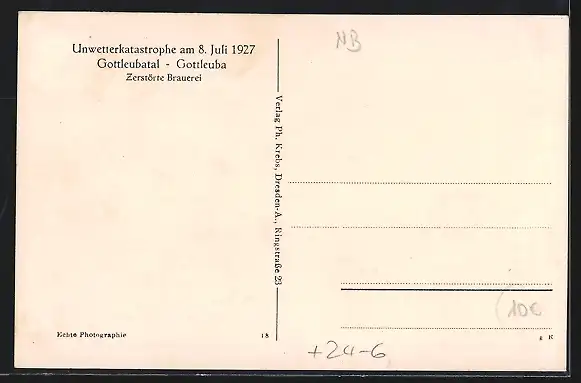 Unwetterkatastrophe am 8. Juli 1927
Gottleubatal - Gottleuba
Zerstörte Brauerei
NB
Verlag Ph. Krebs, Dresden-A., Ringstraße 23
(10€
Echte Photographie
18
+24-6